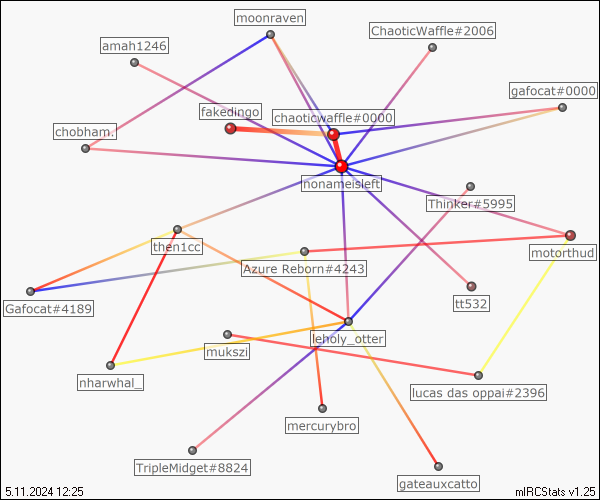 moonraven
ChaoticWaffle#2006
amah1246
gafocat#0000
fakedingo
chaoticwaffle#0000
chobham.
nonameisleft
Thinker#5995
then1cc
motorthud
Azure Reborn#4243
Gafocat#4189
tt532
leholy_otter
mukszi
nharwhal_
lucas das oppai#2396
mercurybro
TripleMidget#8824
gateauxcatto
5.11.2024 12:25
mIRCStats v1.25